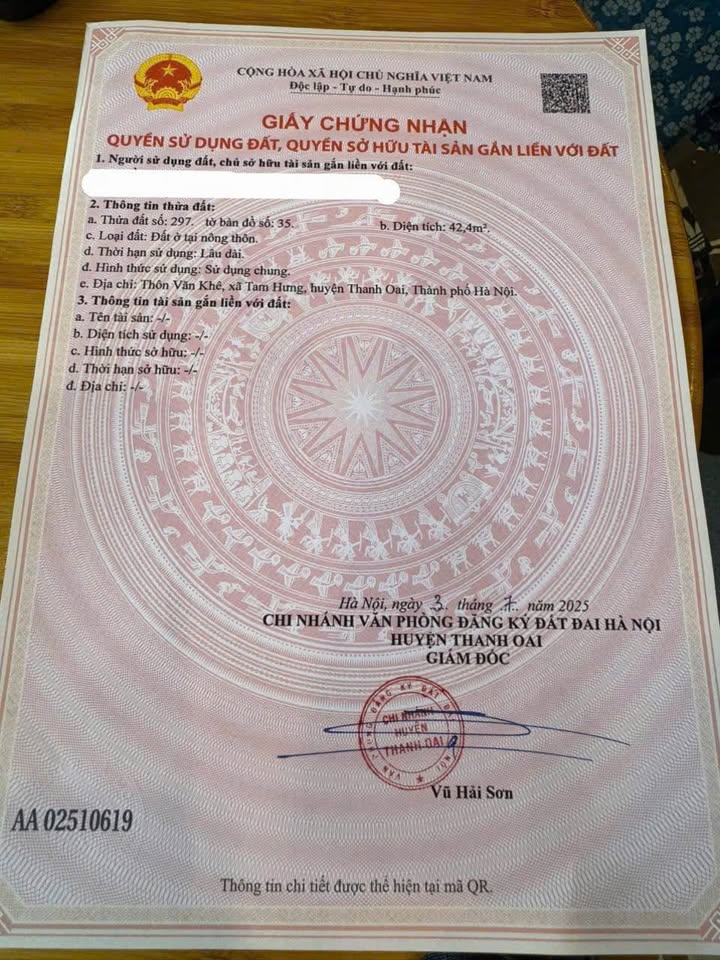 CỘNG HÒA XÃ HỘI CHỦ NGHĨA VIỆT NAM
Độc lập - Tự do - Hạnh phúc
GIẤY CHỨNG NHẬN
QUYỀN SỬ DỤNG ĐẤT, QUYỀN SỞ HỮU TÀI SẢN GẮN LIỀN VỚI ĐẤT
1. Người sử dụng đất, chủ sở hữu tài sản gắn liền với đất:
2. Thông tin thửa đất:
a. Thửa đất số: 297. tờ bản đồ số: 35. b. Diện tích: 42,4m².
c. Loại đất: Đất ở tại nông thôn.
d. Thời hạn sử dụng: Lâu dài.
đ. Hình thức sử dụng: Sử dụng chung.
e. Địa chỉ: Thôn Văn Khê, xã Tam Hưng, huyện Thanh Oai, Thành phố Hà Nội.
3. Thông tin tài sản gắn liền với đất:
a. Tên tài sản: -/-
b. Diện tích sử dụng: -/-
c. Hình thức sở hữu: -/-
d. Thời hạn sở hữu: -/-
đ. Địa chỉ: -/-
Hà Nội, ngày 3. tháng năm 2025
CHI NHÁNH VĂN PHÒNG ĐĂNG KÝ ĐẤT ĐAI HÀ NỘI
HUYỆN THANH OAI
GIÁM ĐỐC
VĂN PHÒNG ĐĂNG KÝ ĐẤT NỘI
CHI NHÁNH
HUYỆN
THANH OAI
Vũ Hải Sơn
AA 02510619
Thông tin chi tiết được thể hiện tại mã QR.